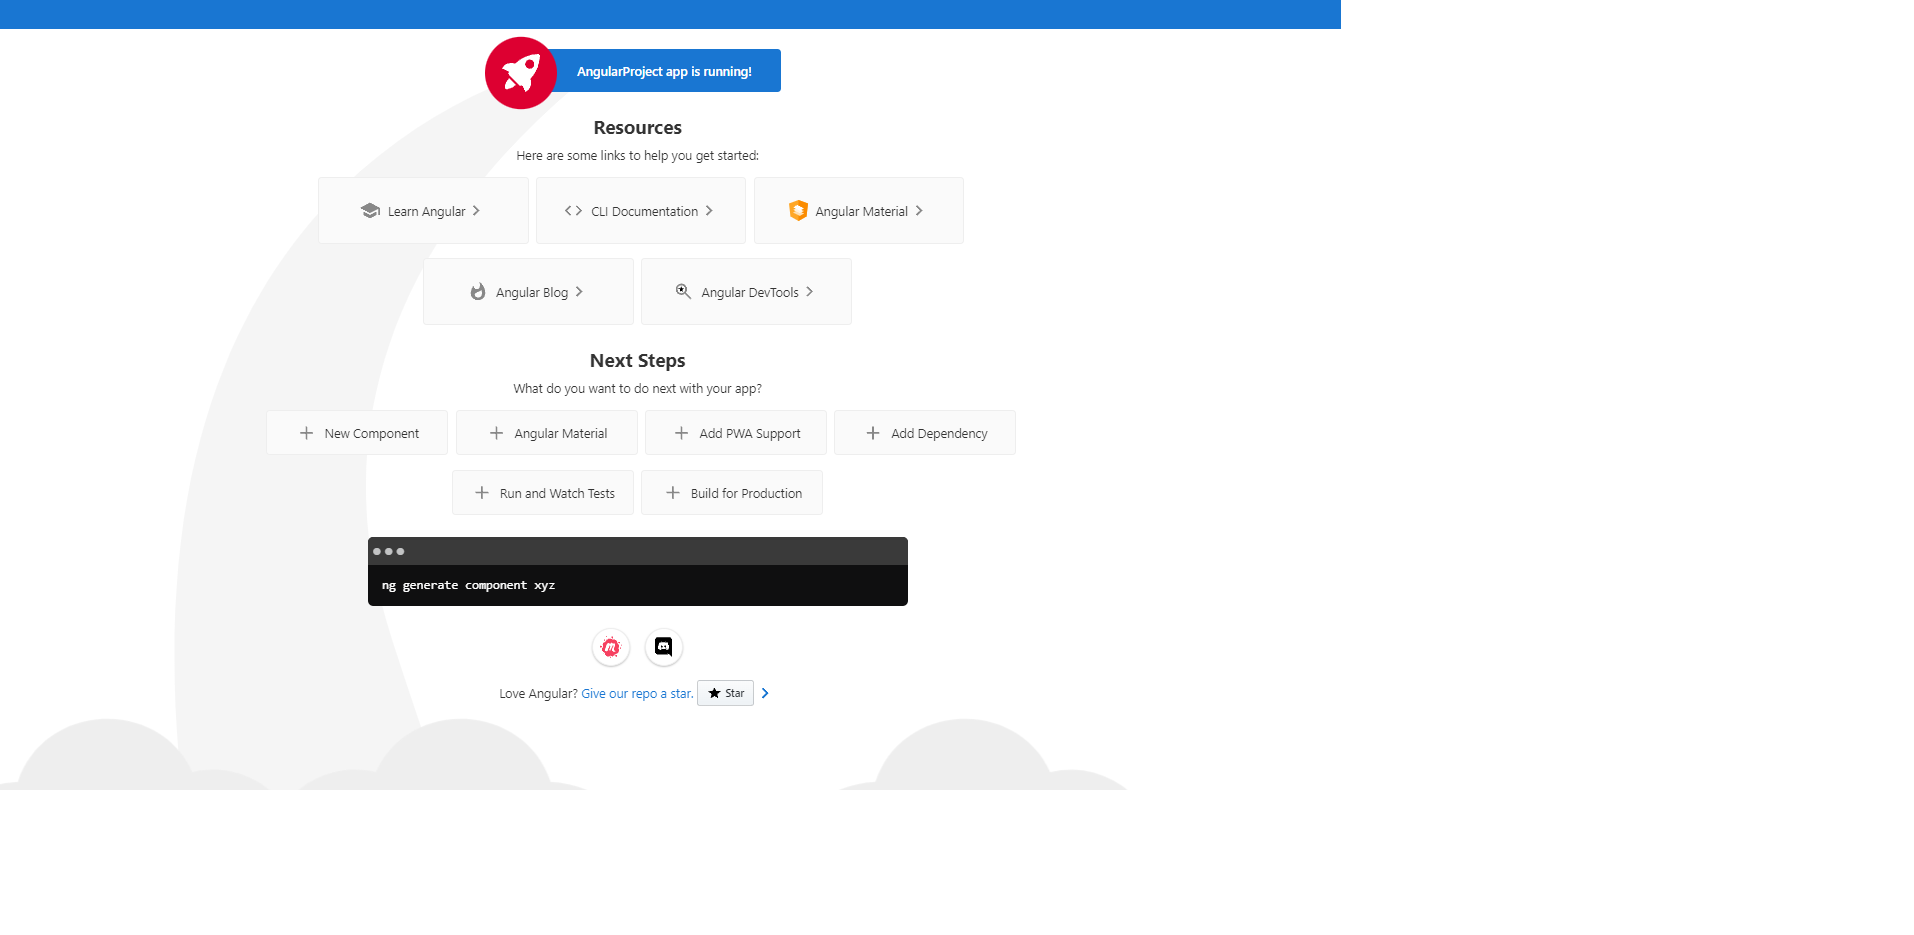 AngularProject app is running!
Resources
Here are some links to help you get started:
Learn Angular
CLI Documentation
Angular Material
Angular Blog
Angular DevTools
Next Steps
What do you want to do next with your app?
New Component
Angular Material
Add PWA Support
Add Dependency
Run and Watch Tests
Build for Production
ng generate component xyz
m
Love Angular? Give our repo a star. Star